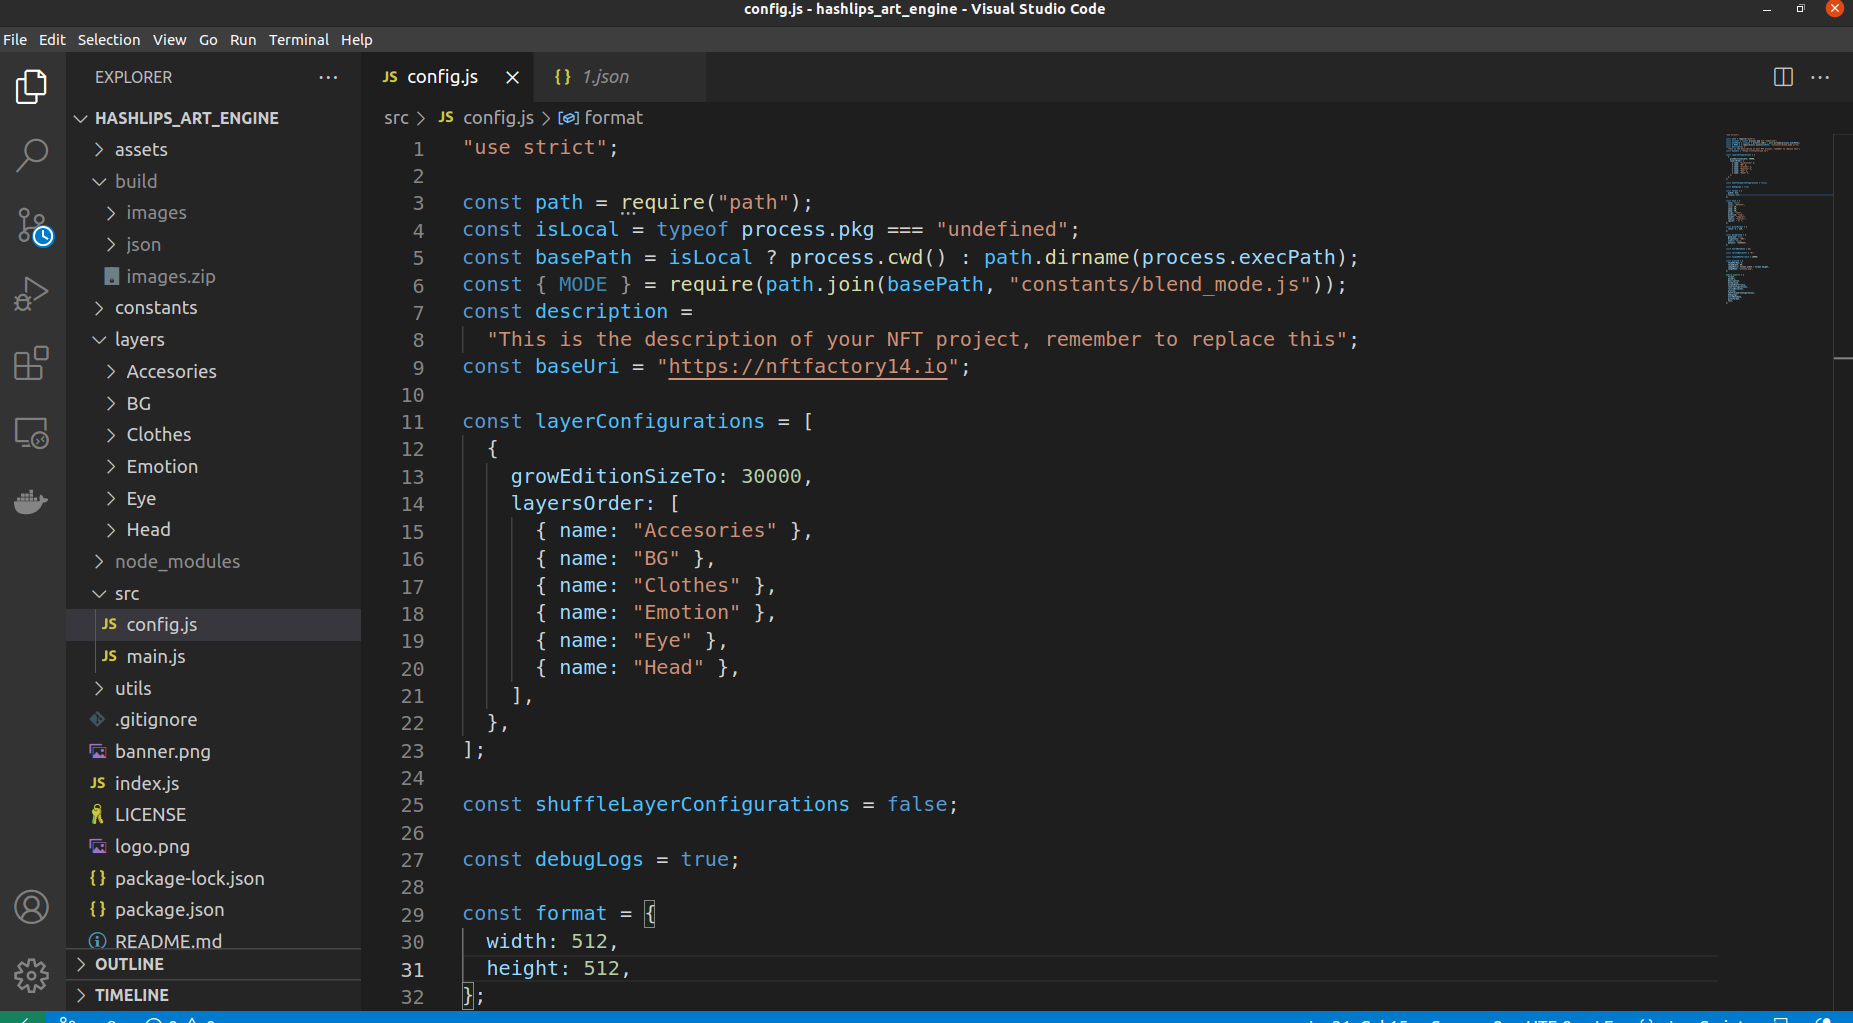 config.js - hashlips_art_engine - Visual Studio Code
File Edit Selection View Go Run Terminal Help
EXPLORER
HASHLIPS_ART_ENGINE
assets
build
images
json
images.zip
constants
layers
Accesories
BG
Clothes
Emotion
Eye
Head
node_modules
src
JS config.js
JS main.js
utils
.gitignore
banner.png
JS index.js
LICENSE
logo.png
{} package-lock.json
{} package.json
README.md
OUTLINE
TIMELINE
JS config.js
{} 1.json
src > JS config.js > format
1 "use strict";
2
3 const path = require("path");
4 const isLocal = typeof process.pkg === "undefined";
5 const basePath = isLocal ? process.cwd() : path.dirname(process.execPath);
6 const { MODE } = require(path.join(basePath, "constants/blend_mode.js"));
7 const description =
8 "This is the description of your NFT project, remember to replace this";
9 const baseUri = "https://nftfactory14.io";
10
11 const layerConfigurations = [
12 {
13 growEditionSizeTo: 30000,
14 layersOrder: [
15 { name: "Accesories" },
16 { name: "BG" },
17 { name: "Clothes" },
18 { name: "Emotion" },
19 { name: "Eye" },
20 { name: "Head" },
21 ],
22 },
23 ];
24
25 const shuffleLayerConfigurations = false;
26
27 const debugLogs = true;
28
29 const format = {
30 width: 512,
31 height: 512,
32 };